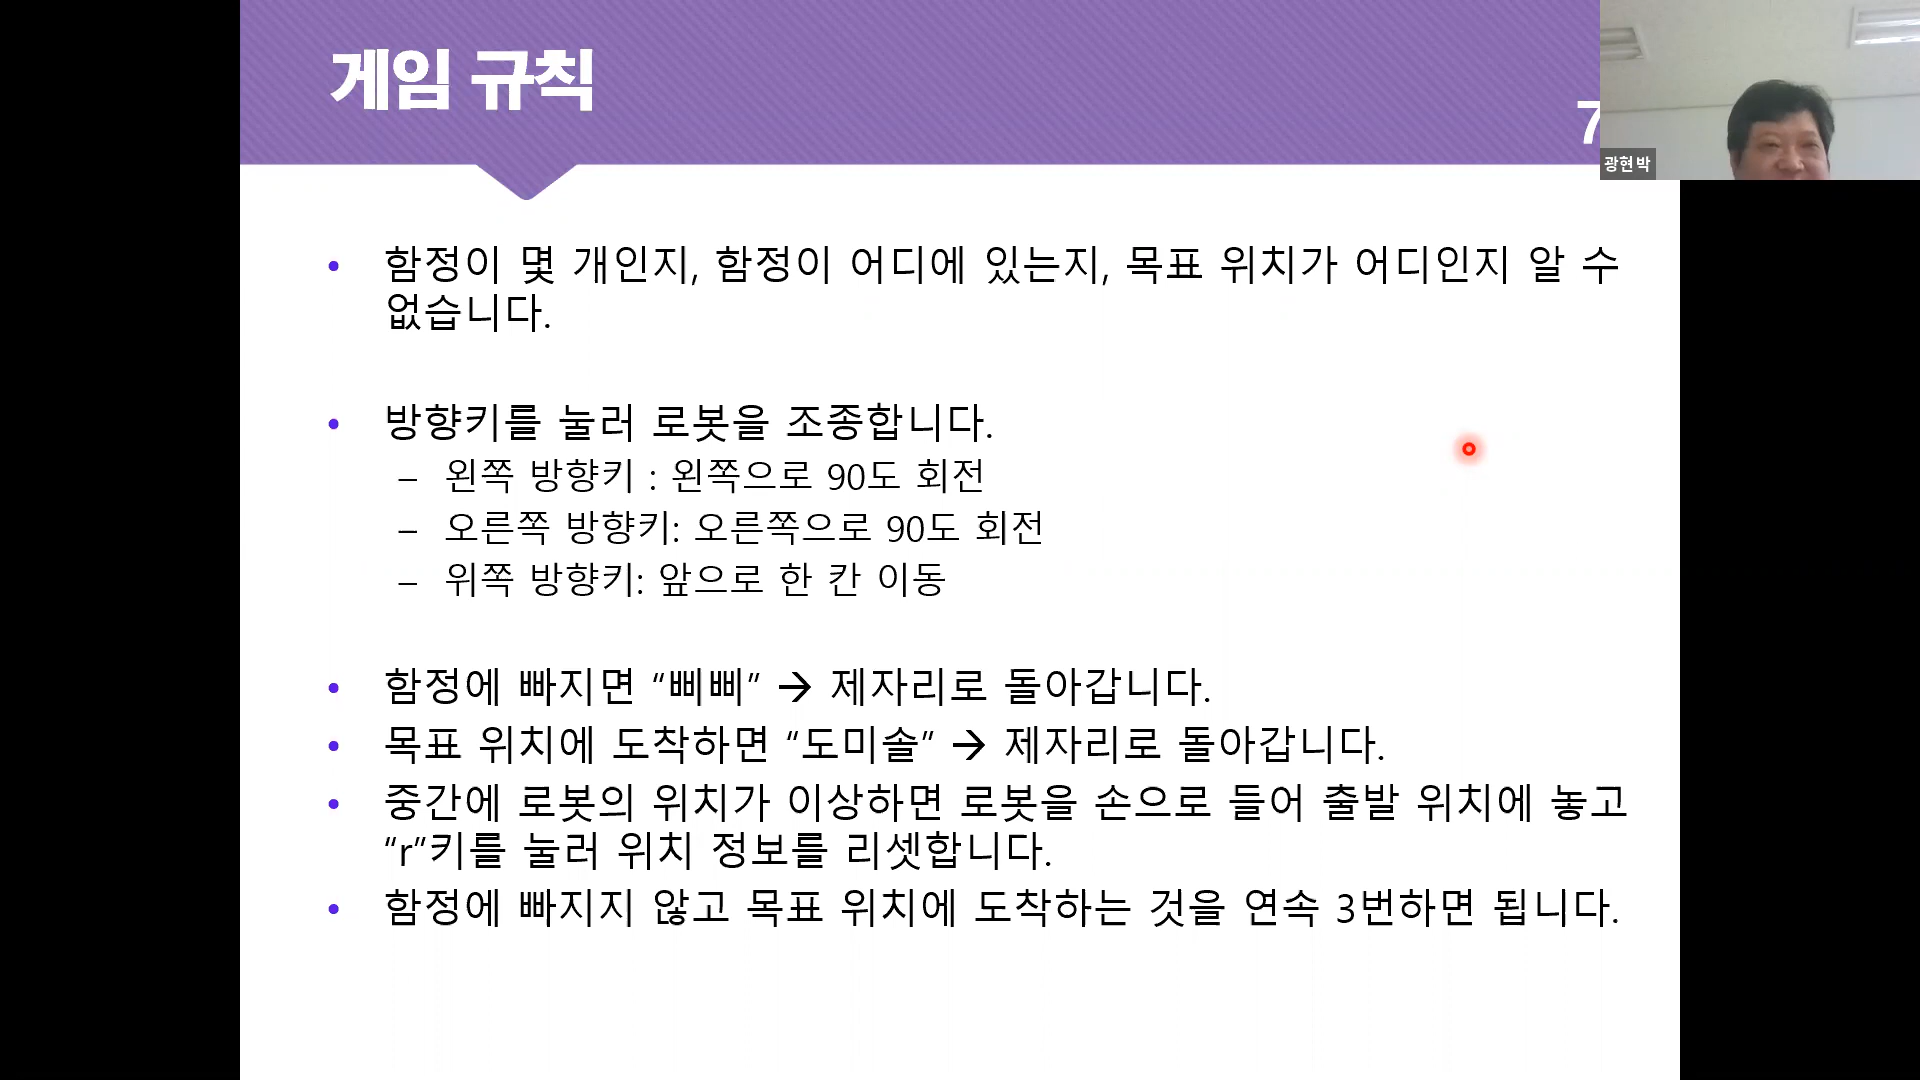 게임 규칙
7
광현 박
• 함정이 몇 개인지, 함정이 어디에 있는지, 목표 위치가 어디인지 알 수
없습니다.
• 방향키를 눌러 로봇을 조종합니다.
– 왼쪽 방향키 : 왼쪽으로 90도 회전
– 오른쪽 방향키: 오른쪽으로 90도 회전
– 위쪽 방향키: 앞으로 한 칸 이동
• 함정에 빠지면 “삐삐” → 제자리로 돌아갑니다.
• 목표 위치에 도착하면 “도미솔” → 제자리로 돌아갑니다.
• 중간에 로봇의 위치가 이상하면 로봇을 손으로 들어 출발 위치에 놓고
“r”키를 눌러 위치 정보를 리셋합니다.
• 함정에 빠지지 않고 목표 위치에 도착하는 것을 연속 3번하면 됩니다.